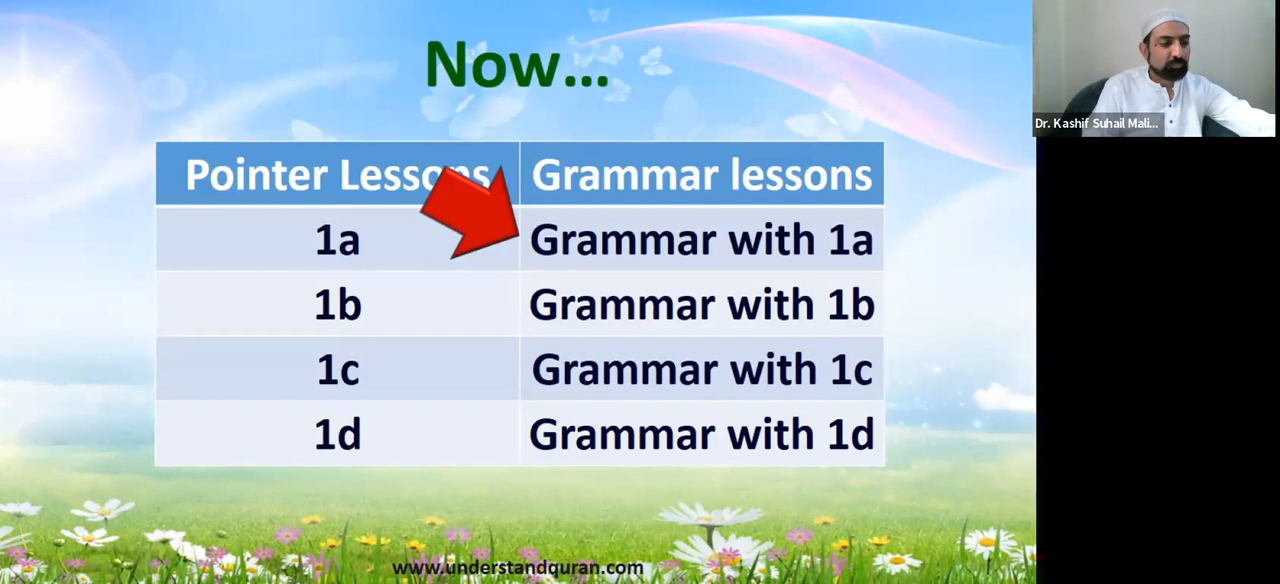 Now...
Pointer Lessons Grammar lessons
1a Grammar with 1a
1b Grammar with 1b
1c Grammar with 1c
1d Grammar with 1d
www.understandquran.com
Dr. Kashif Suhail Mali...